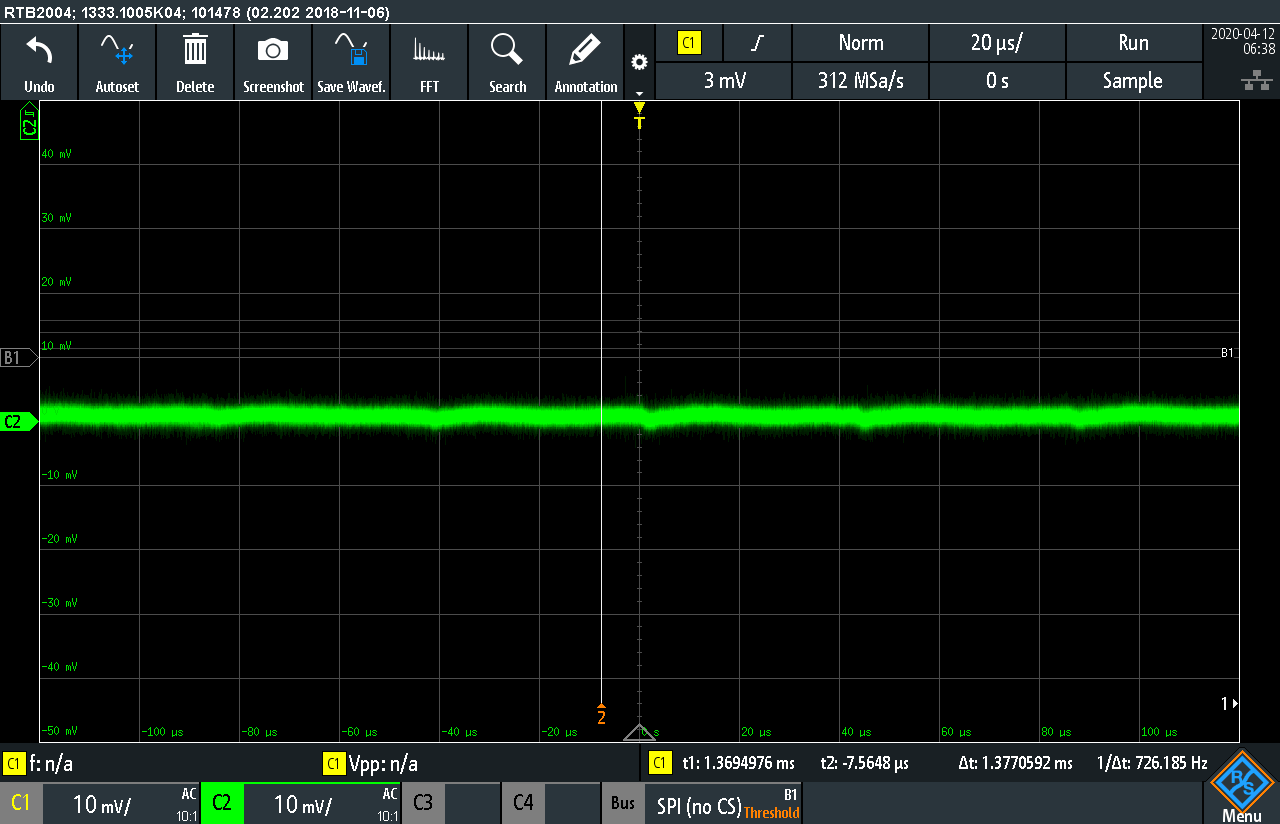 RTB2004; 1333.1005K04; 101478 (02.202 2018-11-06)
Undo
Autoset
Delete
Screenshot
Save Wavef.
FFT
Search
Annotation
C1
Norm
20 µs/
Run
3 mV
312 MSa/s
0 s
Sample
2020-04-12
06:38
C2
T
40 mV
30 mV
20 mV
10 mV
B1
B1
C2
-10 mV
-20 mV
-30 mV
-40 mV
-50 mV
1
2
-100 µs
-80 µs
-60 µs
-40 µs
-20 µs
0 s
20 µs
40 µs
60 µs
80 µs
100 µs
C1 f: n/a
C1 Vpp: n/a
C1 t1: 1.3694976 ms t2: -7.5648 µs Δt: 1.3770592 ms 1/Δt: 726.185 Hz
C1 10 mV/ AC 10:1
C2 10 mV/ AC 10:1
C3
C4
Bus
SPI (no CS) B1 Threshold
R S
Menu